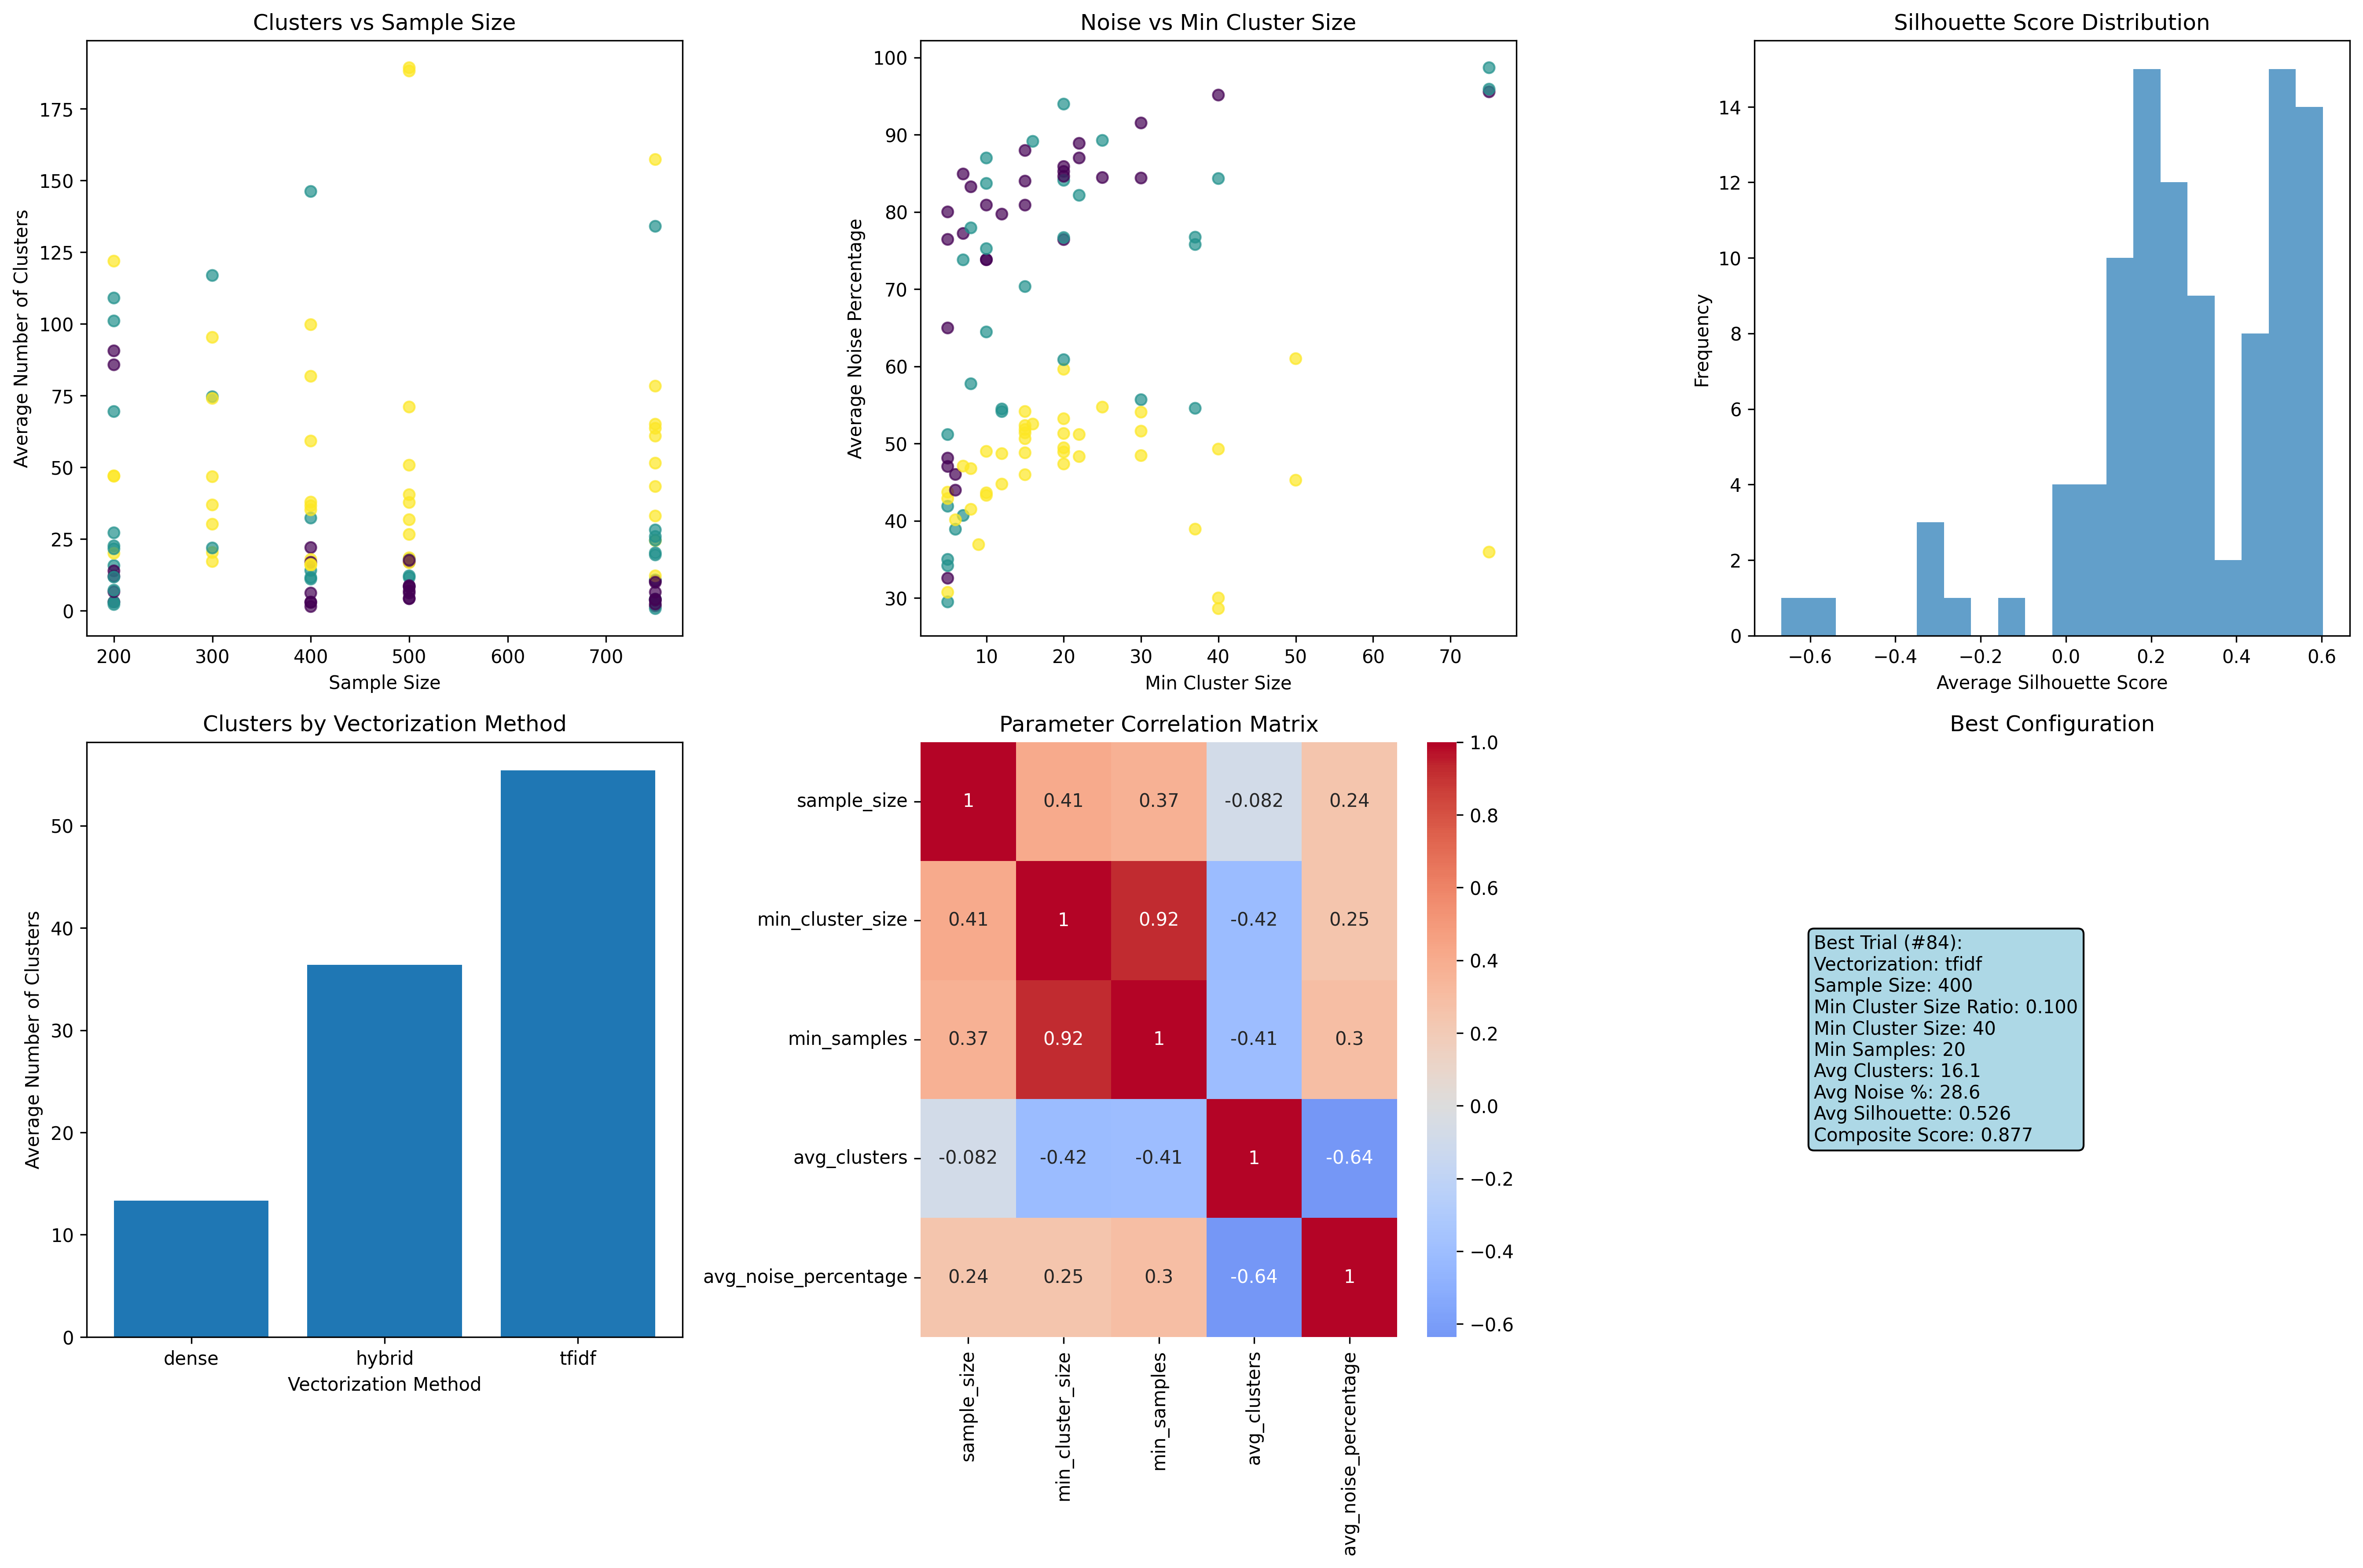 Clusters vs Sample Size
175
150
125
100
75
50
25
0
Average Number of Clusters
200 300 400 500 600 700
Sample Size
Noise vs Min Cluster Size
100
90
80
70
60
50
40
30
Average Noise Percentage
10 20 30 40 50 60 70
Min Cluster Size
Silhouette Score Distribution
14
12
10
8
6
4
2
0
Frequency
−0.6 −0.4 −0.2 0.0 0.2 0.4 0.6
Average Silhouette Score
Clusters by Vectorization Method
50
40
30
20
10
0
Average Number of Clusters
dense hybrid tfidf
Vectorization Method
Parameter Correlation Matrix
sample_size 1 0.41 0.37 -0.082 0.24
min_cluster_size 0.41 1 0.92 -0.42 0.25
min_samples 0.37 0.92 1 -0.41 0.3
avg_clusters -0.082 -0.42 -0.41 1 -0.64
avg_noise_percentage 0.24 0.25 0.3 -0.64 1
sample_size
min_cluster_size
min_samples
avg_clusters
avg_noise_percentage
1.0
0.8
0.6
0.4
0.2
0.0
−0.2
−0.4
−0.6
Best Configuration
Best Trial (#84):
Vectorization: tfidf
Sample Size: 400
Min Cluster Size Ratio: 0.100
Min Cluster Size: 40
Min Samples: 20
Avg Clusters: 16.1
Avg Noise %: 28.6
Avg Silhouette: 0.526
Composite Score: 0.877